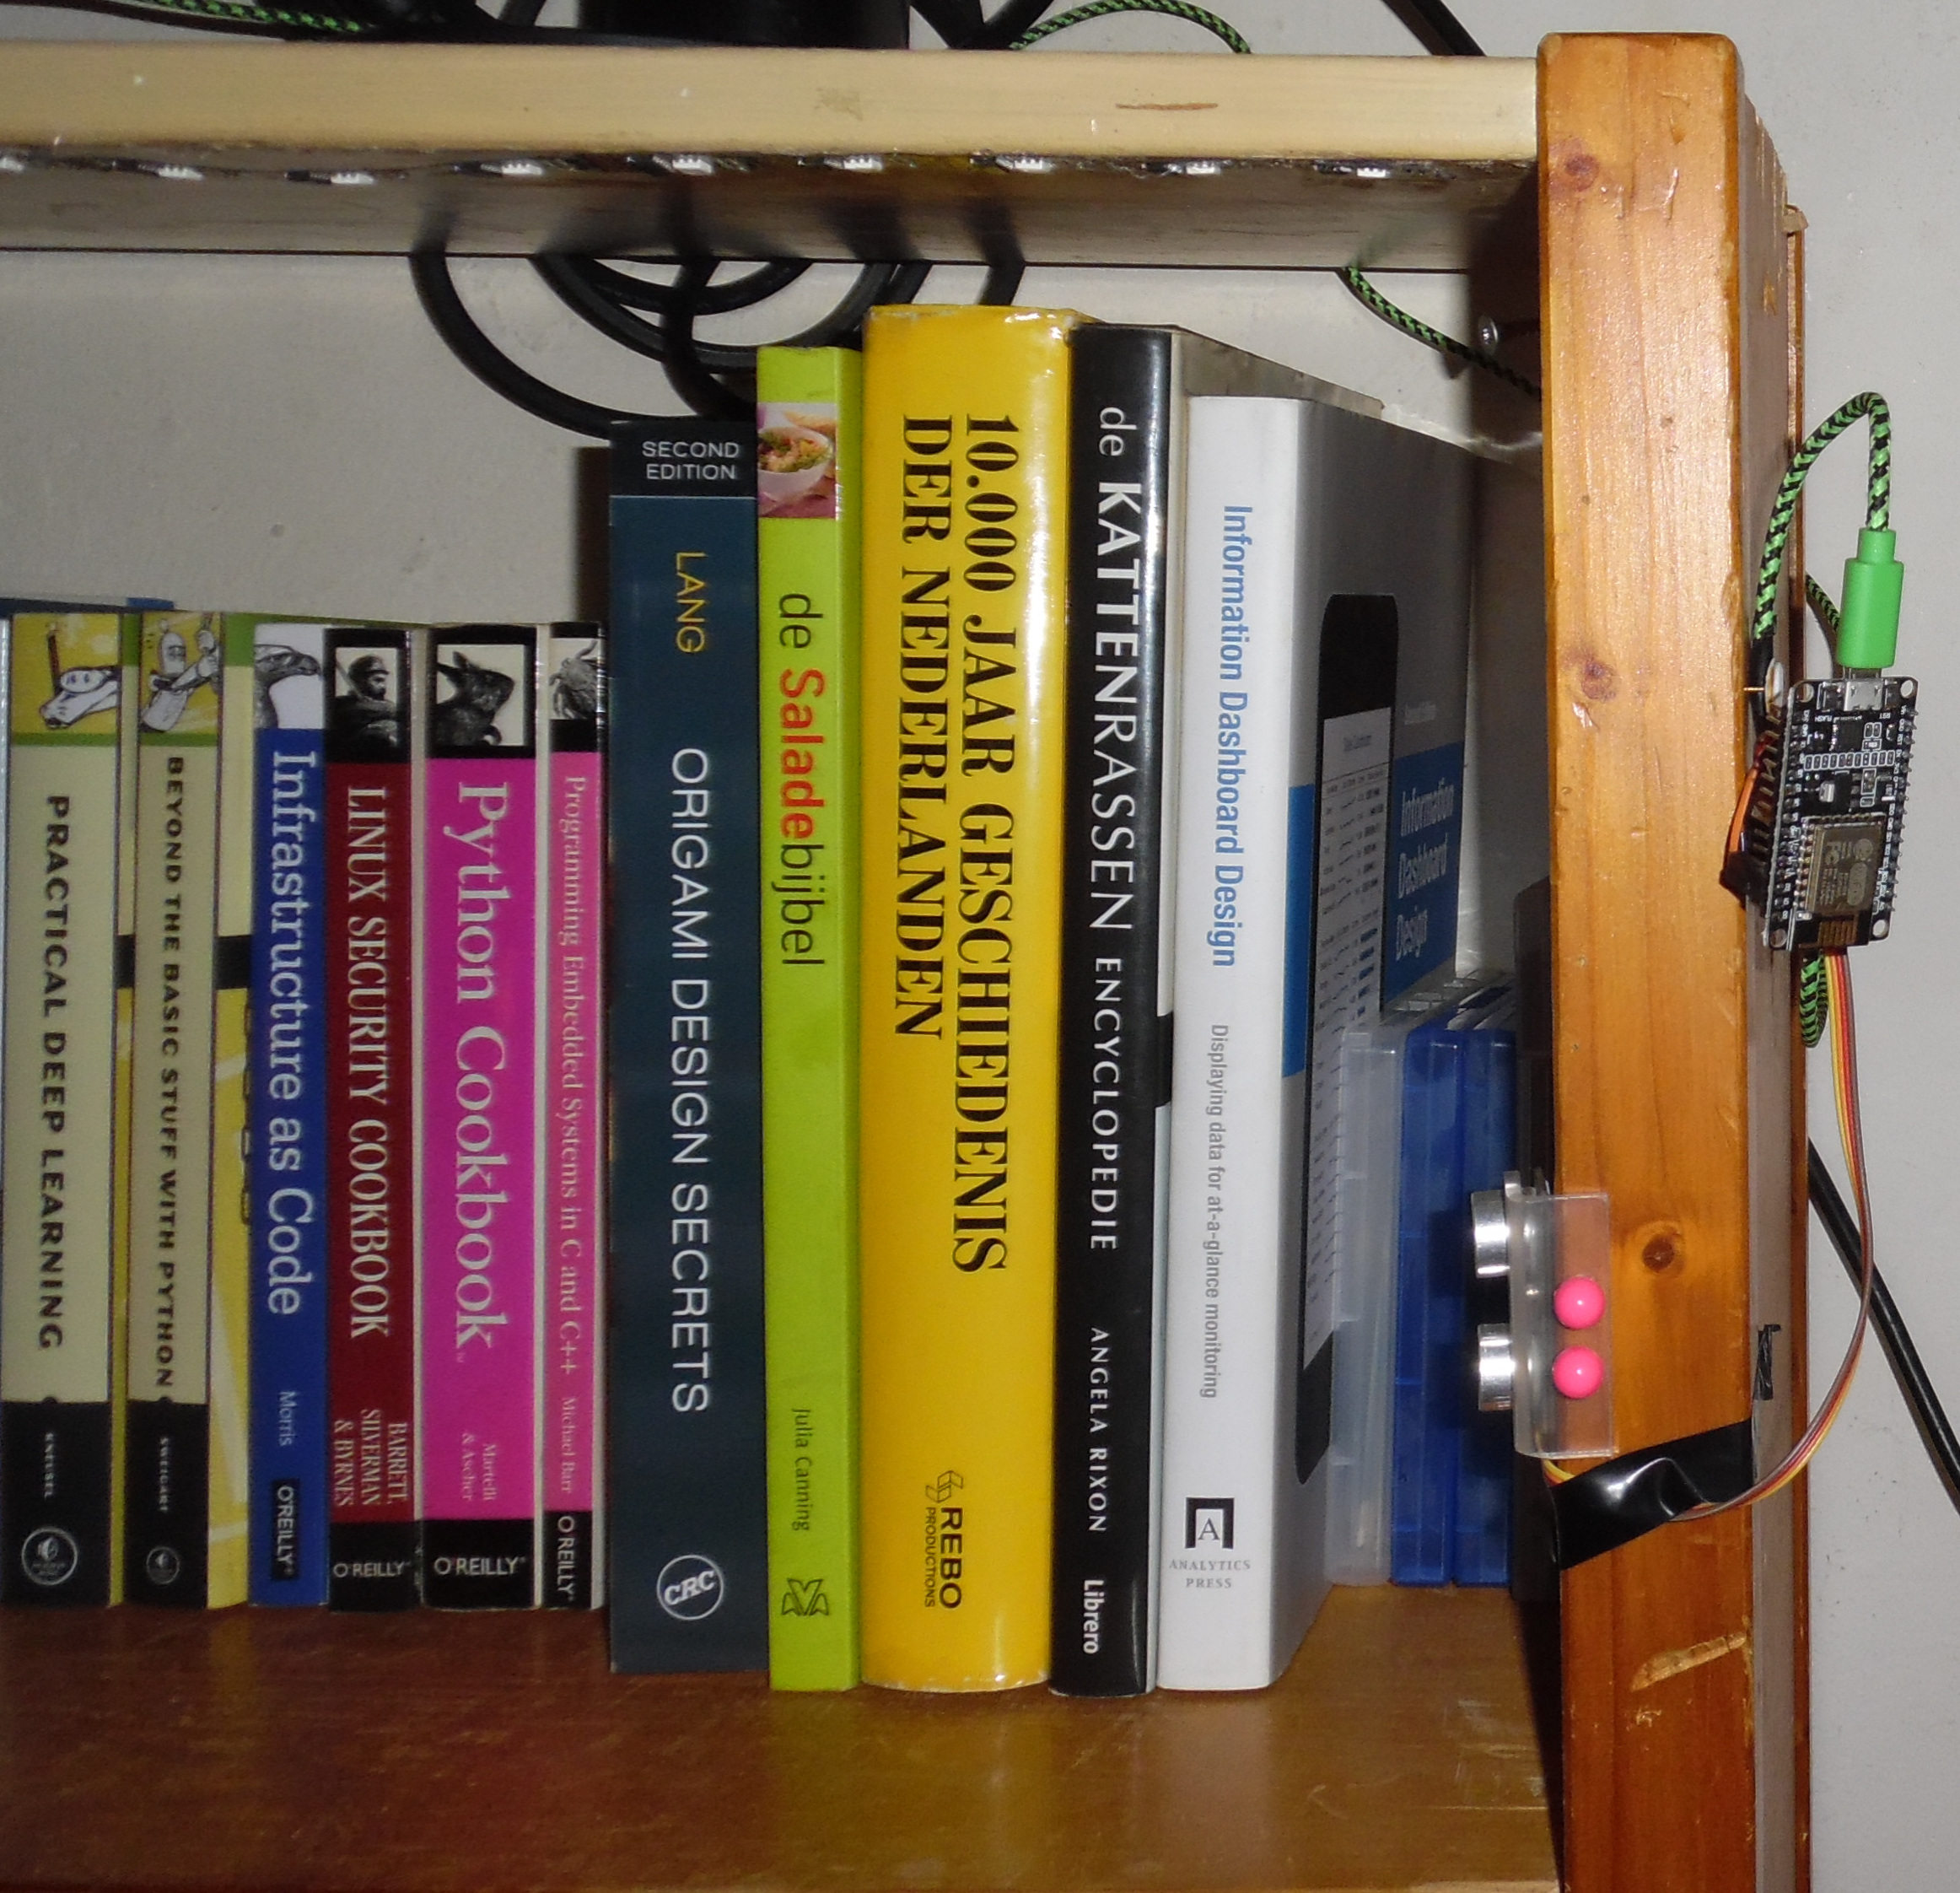 PRACTICAL DEEP LEARNING
KNEUSEL
BEYOND THE BASIC STUFF WITH PYTHON
SWEIGART
Infrastructure as Code
Morris
O'REILLY®
LINUX SECURITY COOKBOOK
BARRETT,
SILVERMAN
& BYRNES
O'REILLY®
Python Cookbook
Martelli
& Ascher
O'REILLY®
Programming Embedded Systems in C and C++
Michael Barr
O'REILLY®
SECOND
EDITION
LANG
ORIGAMI DESIGN SECRETS
CRC
de Saladebijbel
Julia Canning
10.000 JAAR GESCHIEDENIS
DER NEDERLANDEN
REBO
PRODUCTIONS
de KATTENRASSEN ENCYCLOPEDIE
ANGELA RIXON
Librero
Information Dashboard Design
Displaying data for at-a-glance monitoring
A
ANALYTICS
PRESS
Information
Dashboard
Design